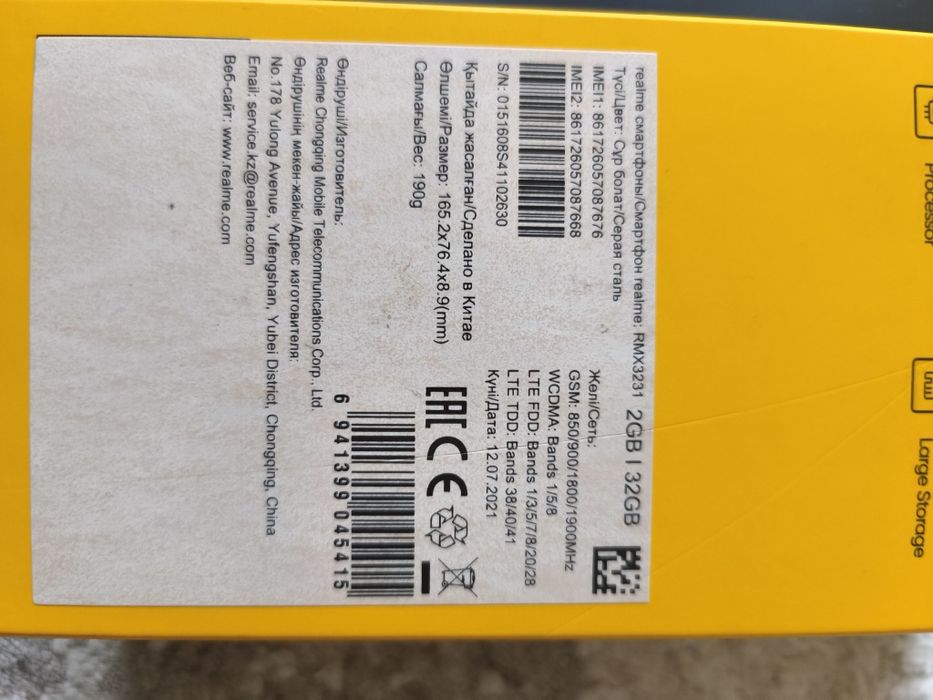 realme смартфоны/Смартфон realme: RMX3231 2GB | 32GB
Түсі/Цвет: Сұр болат/Серая сталь
IMEI1: 861726057087676
IMEI2: 861726057087668
S/N: 0151608S41102630
Желі/Сеть:
GSM: 850/900/1800/1900MHz
WCDMA: Bands 1/5/8
LTE FDD: Bands 1/3/5/7/8/20/28
LTE TDD: Bands 38/40/41
Күні/Дата: 12.07.2021
Қытайда жасалған/Сделано в Китае
Өлшемі/Размер: 165.2x76.4x8.9(mm)
Салмағы/Вес: 190g
EAC CE
Өндіруші/Изготовитель:
Realme Chongqing Mobile Telecommunications Corp., Ltd.
Өндірушінің мекен-жайы/Адрес изготовителя:
No.178 Yulong Avenue, Yufengshan, Yubei District, Chongqing, China
Email: service.kz@realme.com
Веб-сайт: www.realme.com
6 941399 045415
Processor
Large Storage